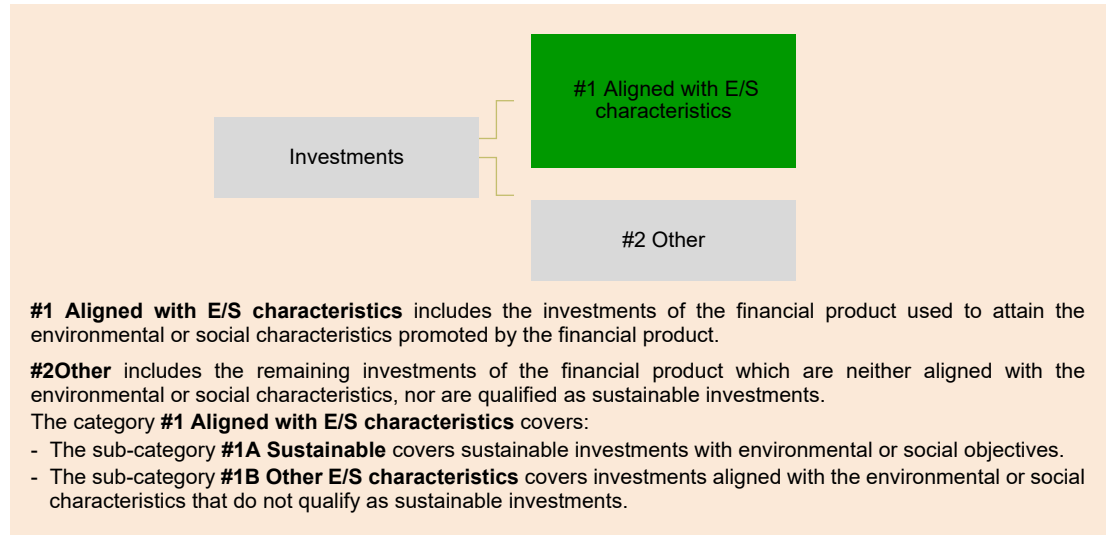 #1 Aligned with E/S
characteristics
Investments
#2 Other
#1 Aligned with E/S characteristics includes the investments of the financial product used to attain the
environmental or social characteristics promoted by the financial product.
#2Other includes the remaining investments of the financial product which are neither aligned with the
environmental or social characteristics, nor are qualified as sustainable investments.
The category #1 Aligned with E/S characteristics covers:
- The sub-category #1A Sustainable covers sustainable investments with environmental or social objectives.
- The sub-category #1B Other E/S characteristics covers investments aligned with the environmental or social
characteristics that do not qualify as sustainable investments.